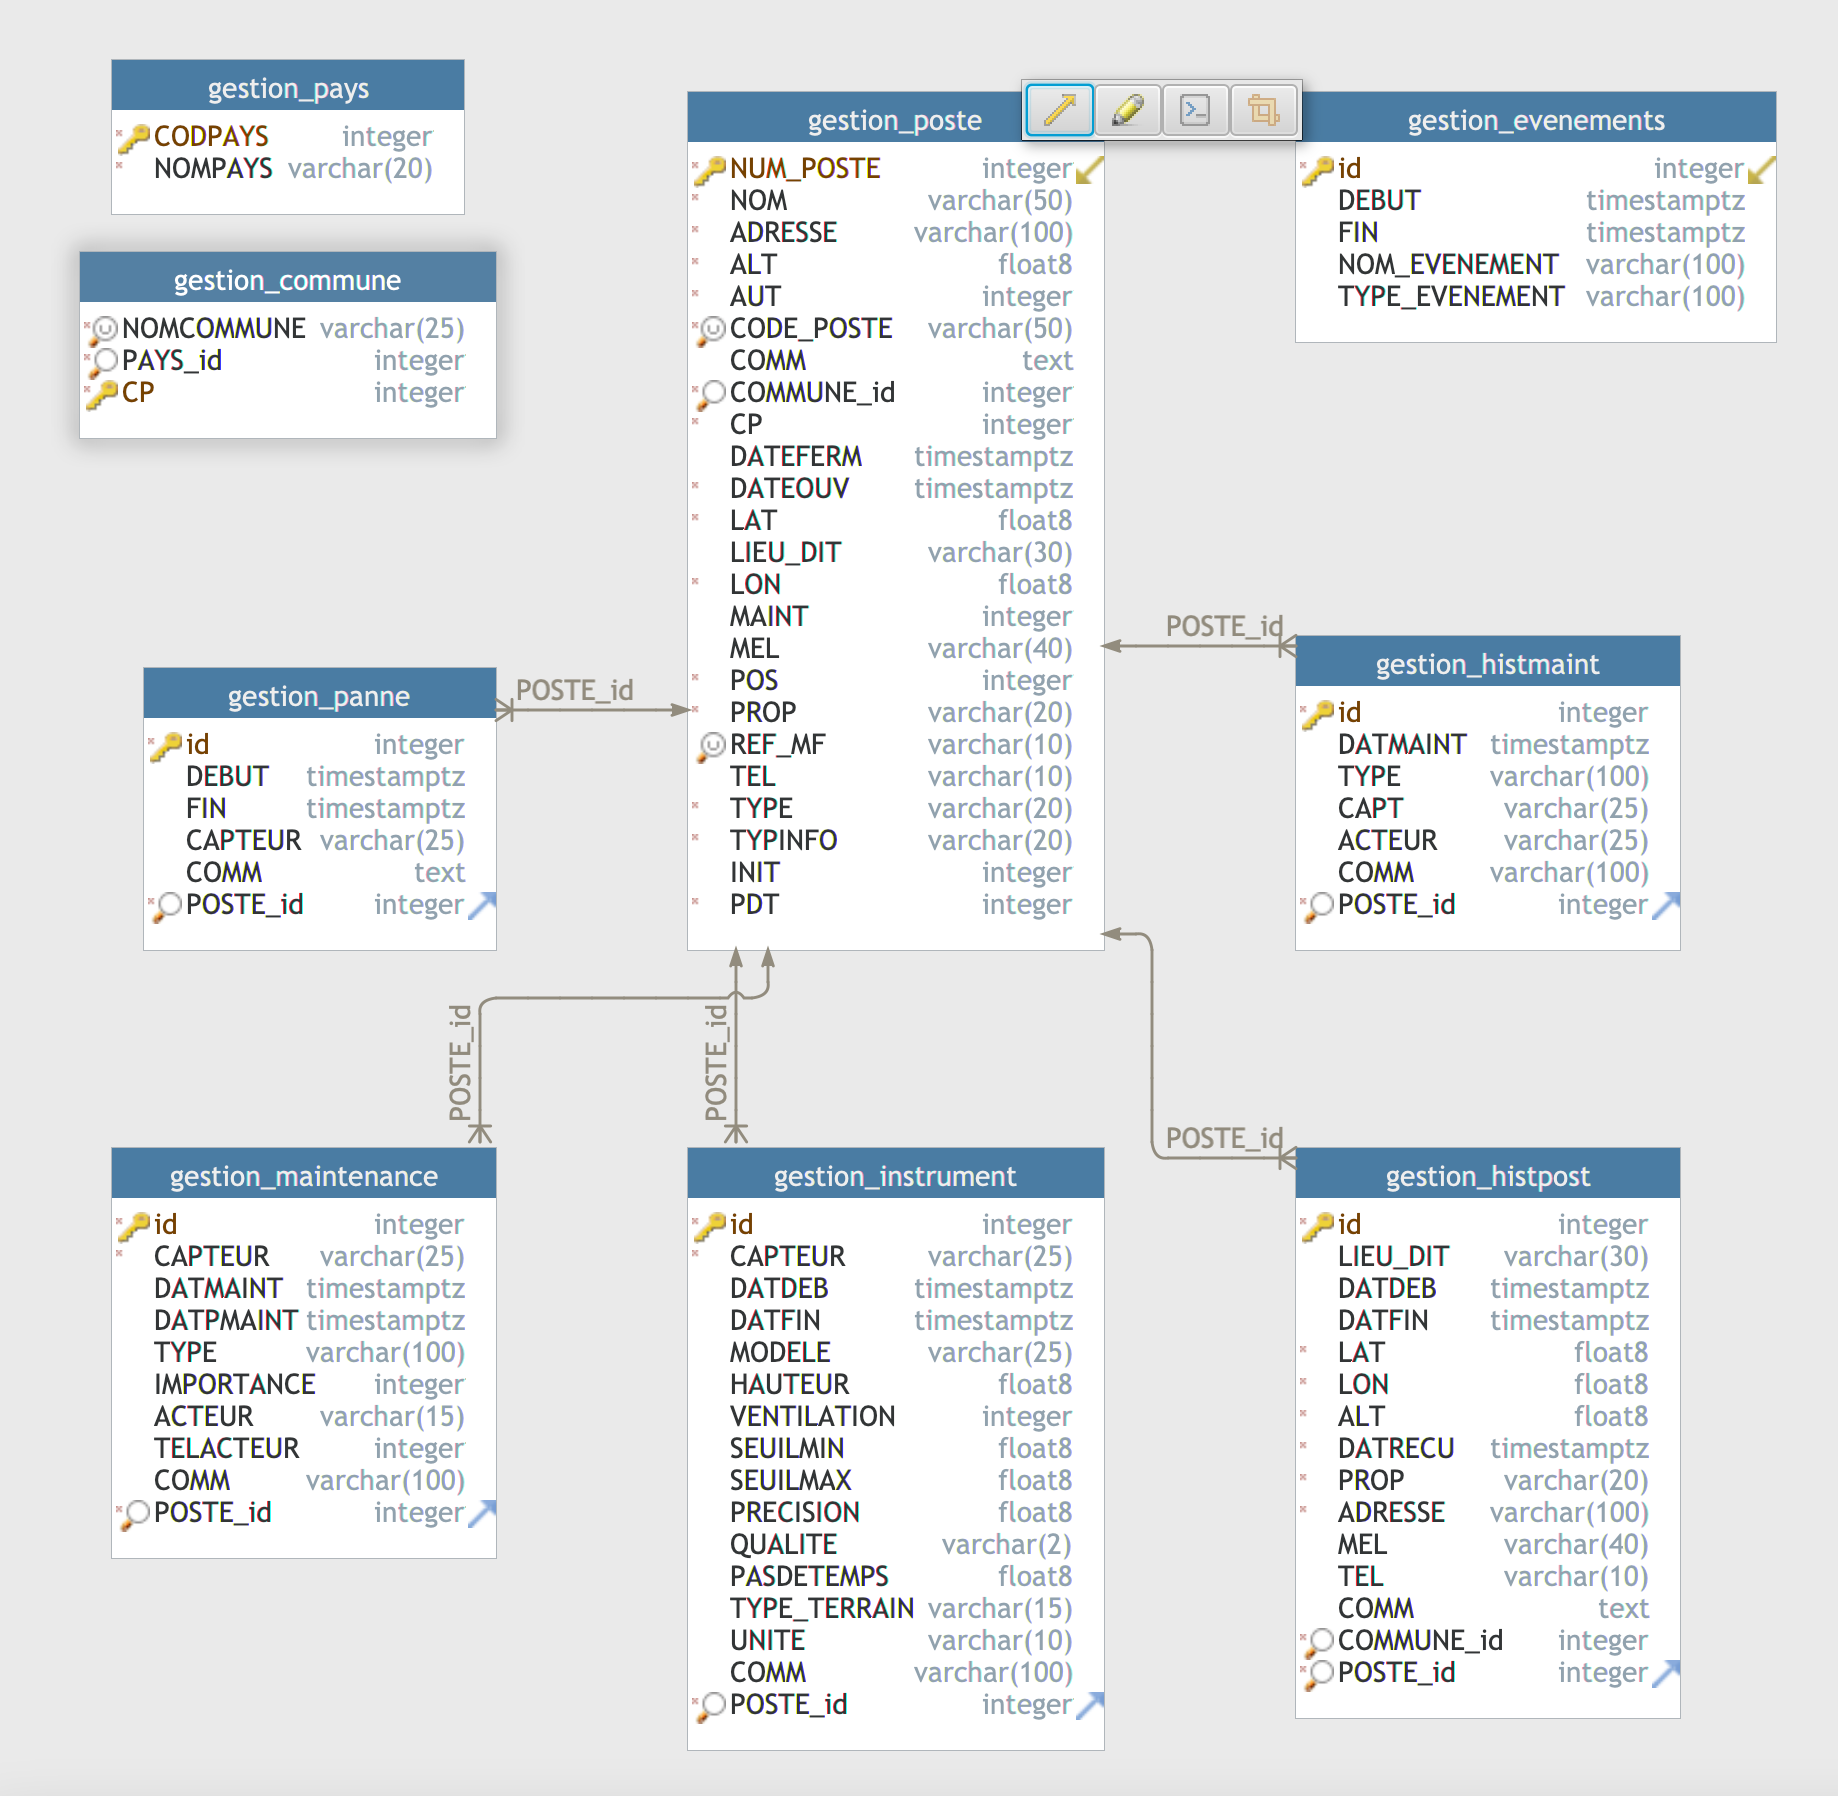 gestion_pays
CODPAYS integer
NOMPAYS varchar(20)
gestion_commune
NOMCOMMUNE varchar(25)
PAYS_id integer
CP integer
gestion_poste
NUM_POSTE integer
NOM varchar(50)
ADRESSE varchar(100)
ALT float8
AUT integer
CODE_POSTE varchar(50)
COMM text
COMMUNE_id integer
CP integer
DATEFERM timestamptz
DATEOUV timestamptz
LAT float8
LIEU_DIT varchar(30)
LON float8
MAINT integer
MEL varchar(40)
POS integer
PROP varchar(20)
REF_MF varchar(10)
TEL varchar(10)
TYPE varchar(20)
TYPINFO varchar(20)
INIT integer
PDT integer
gestion_evenements
id integer
DEBUT timestamptz
FIN timestamptz
NOM_EVENEMENT varchar(100)
TYPE_EVENEMENT varchar(100)
POSTE_id
gestion_panne
id integer
DEBUT timestamptz
FIN timestamptz
CAPTEUR varchar(25)
COMM text
POSTE_id integer
POSTE_id
gestion_histmaint
id integer
DATMAINT timestamptz
TYPE varchar(100)
CAPT varchar(25)
ACTEUR varchar(25)
COMM varchar(100)
POSTE_id integer
POSTE_id
gestion_maintenance
id integer
CAPTEUR varchar(25)
DATMAINT timestamptz
DATPMAINT timestamptz
TYPE varchar(100)
IMPORTANCE integer
ACTEUR varchar(15)
TELACTEUR integer
COMM varchar(100)
POSTE_id integer
POSTE_id
gestion_instrument
id integer
CAPTEUR varchar(25)
DATDEB timestamptz
DATFIN timestamptz
MODELE varchar(25)
HAUTEUR float8
VENTILATION integer
SEUILMIN float8
SEUILMAX float8
PRECISION float8
QUALITE varchar(2)
PASDETEMPS float8
TYPE_TERRAIN varchar(15)
UNITE varchar(10)
COMM varchar(100)
POSTE_id integer
POSTE_id
gestion_histpost
id integer
LIEU_DIT varchar(30)
DATDEB timestamptz
DATFIN timestamptz
LAT float8
LON float8
ALT float8
DATRECU timestamptz
PROP varchar(20)
ADRESSE varchar(100)
MEL varchar(40)
TEL varchar(10)
COMM text
COMMUNE_id integer
POSTE_id integer